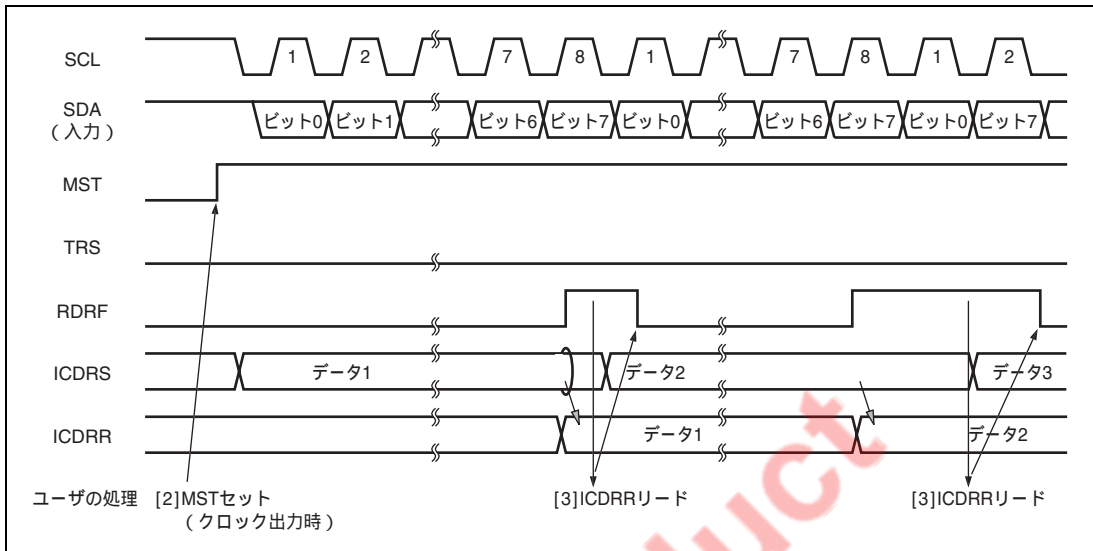 SCL 1 2 7 8 1 7 8 1 2
SDA
(入力)
ビット0 ビット1 ビット6 ビット7 ビット0 ビット6 ビット7 ビット0 ビット7
MST
TRS
RDRF
ICDRS データ1 データ2 データ3
ICDRR データ1 データ2
ユーザの処理 [2]MSTセット [3]ICDRRリード [3]ICDRRリード
(クロック出力時)
duct